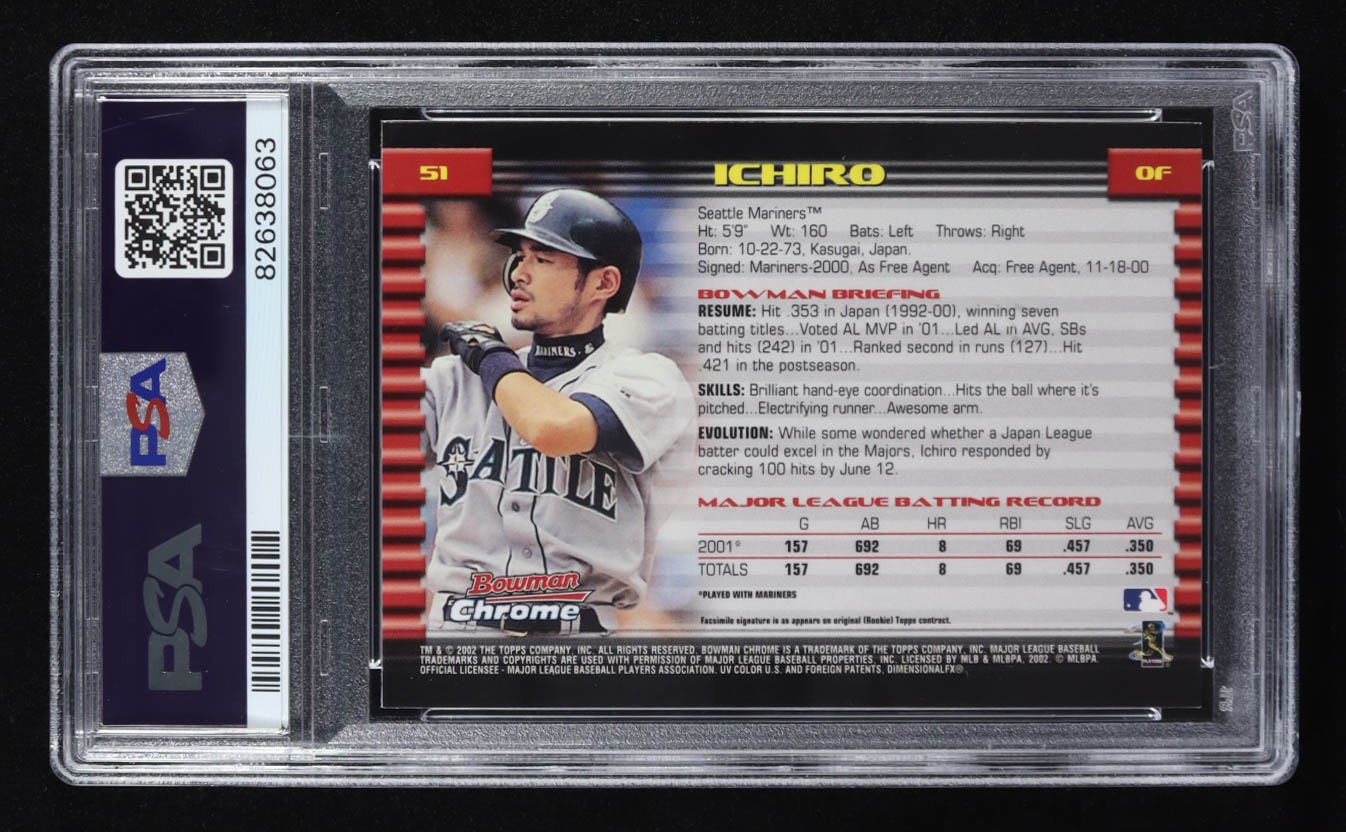 82638063
PSA
PSA
PSA
51
ICHIRO
OF
Seattle Mariners™
Ht: 5'9" Wt: 160 Bats: Left Throws: Right
Born: 10-22-73, Kasugai, Japan.
Signed: Mariners-2000, As Free Agent Acq: Free Agent, 11-18-00
BOWMAN BRIEFING
RESUME: Hit .353 in Japan (1992-00), winning seven
batting titles...Voted AL MVP in '01...Led AL in AVG, SBs
and hits (242) in '01...Ranked second in runs (127)...Hit
.421 in the postseason.
SKILLS: Brilliant hand-eye coordination...Hits the ball where it's
pitched...Electrifying runner...Awesome arm.
EVOLUTION: While some wondered whether a Japan League
batter could excel in the Majors, Ichiro responded by
cracking 100 hits by June 12.
MAJOR LEAGUE BATTING RECORD
G AB HR RBI SLG AVG
2001* 157 692 8 69 .457 .350
TOTALS 157 692 8 69 .457 .350
*PLAYED WITH MARINERS
Facsimile signature is as appears on original (Rookie) Topps contract.
MARINERS
SEATTLE
Bowman
Chrome
PLAYERS
TM & © 2002 THE TOPPS COMPANY, INC. ALL RIGHTS RESERVED. BOWMAN CHROME IS A TRADEMARK OF THE TOPPS COMPANY, INC. MAJOR LEAGUE BASEBALL
TRADEMARKS AND COPYRIGHTS ARE USED WITH PERMISSION OF MAJOR LEAGUE BASEBALL PROPERTIES, INC. LICENSED BY MLB & MLBPA, 2002. © MLBPA.
OFFICIAL LICENSEE - MAJOR LEAGUE BASEBALL PLAYERS ASSOCIATION. UV COLOR U.S. AND FOREIGN PATENTS, DIMENSIONALFX®